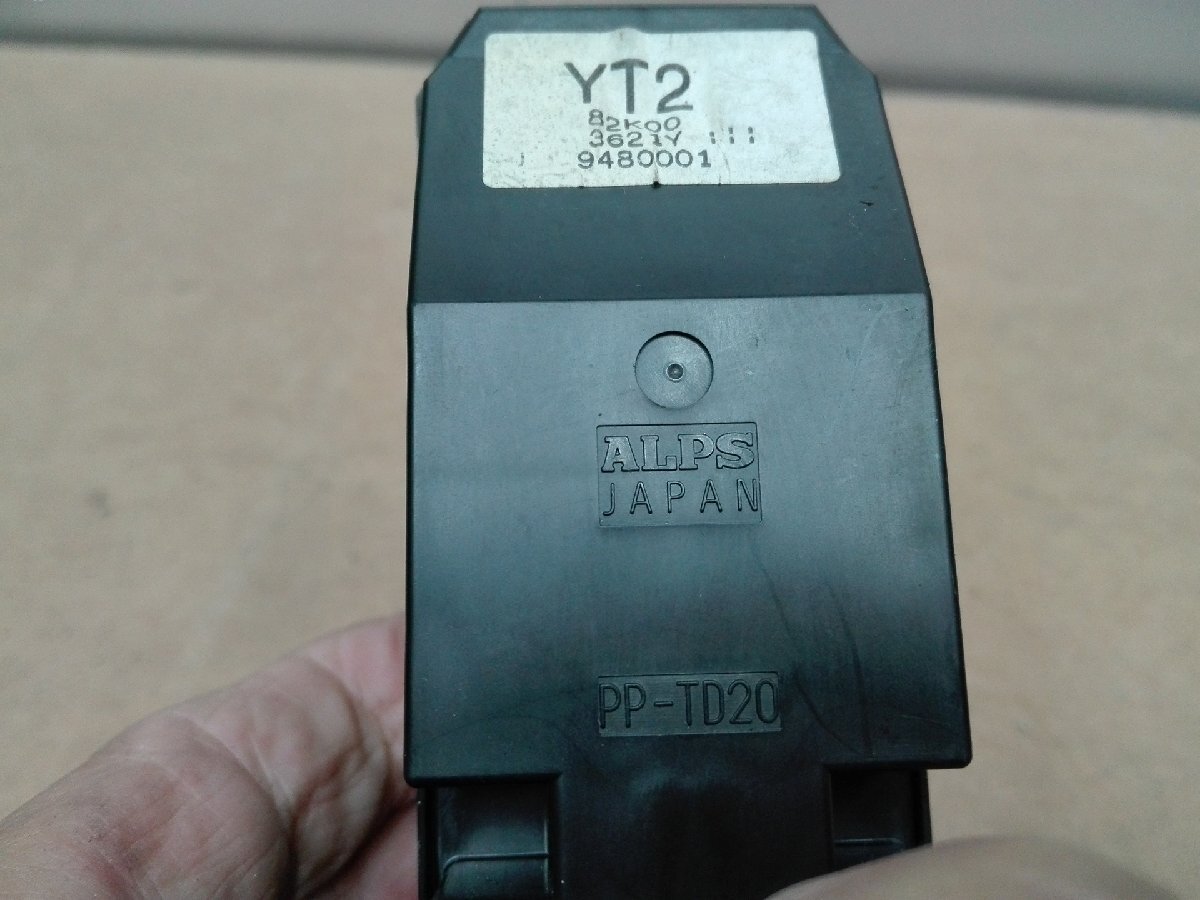 YT2
82K00
3621Y
9480001
ALPS
JAPAN
PP-TD20